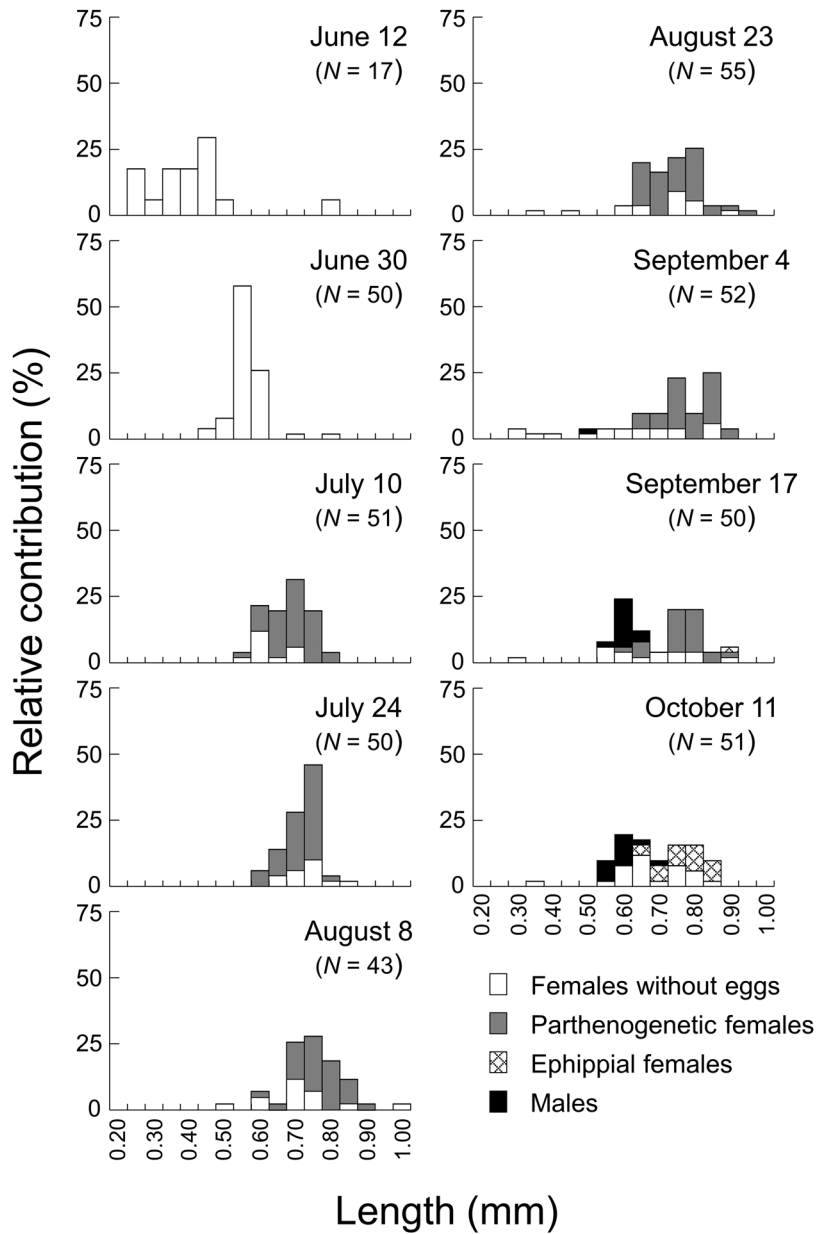 Relative contribution (%)
75
50
25
0
June 12
(N = 17)
75
50
25
0
June 30
(N = 50)
75
50
25
0
July 10
(N = 51)
75
50
25
0
July 24
(N = 50)
75
50
25
0
August 8
(N = 43)
0.20 0.30 0.40 0.50 0.60 0.70 0.80 0.90 1.00
75
50
25
0
August 23
(N = 55)
75
50
25
0
September 4
(N = 52)
75
50
25
0
September 17
(N = 50)
75
50
25
0
October 11
(N = 51)
0.20 0.30 0.40 0.50 0.60 0.70 0.80 0.90 1.00
Females without eggs
Parthenogenetic females
Ephippial females
Males
Length (mm)